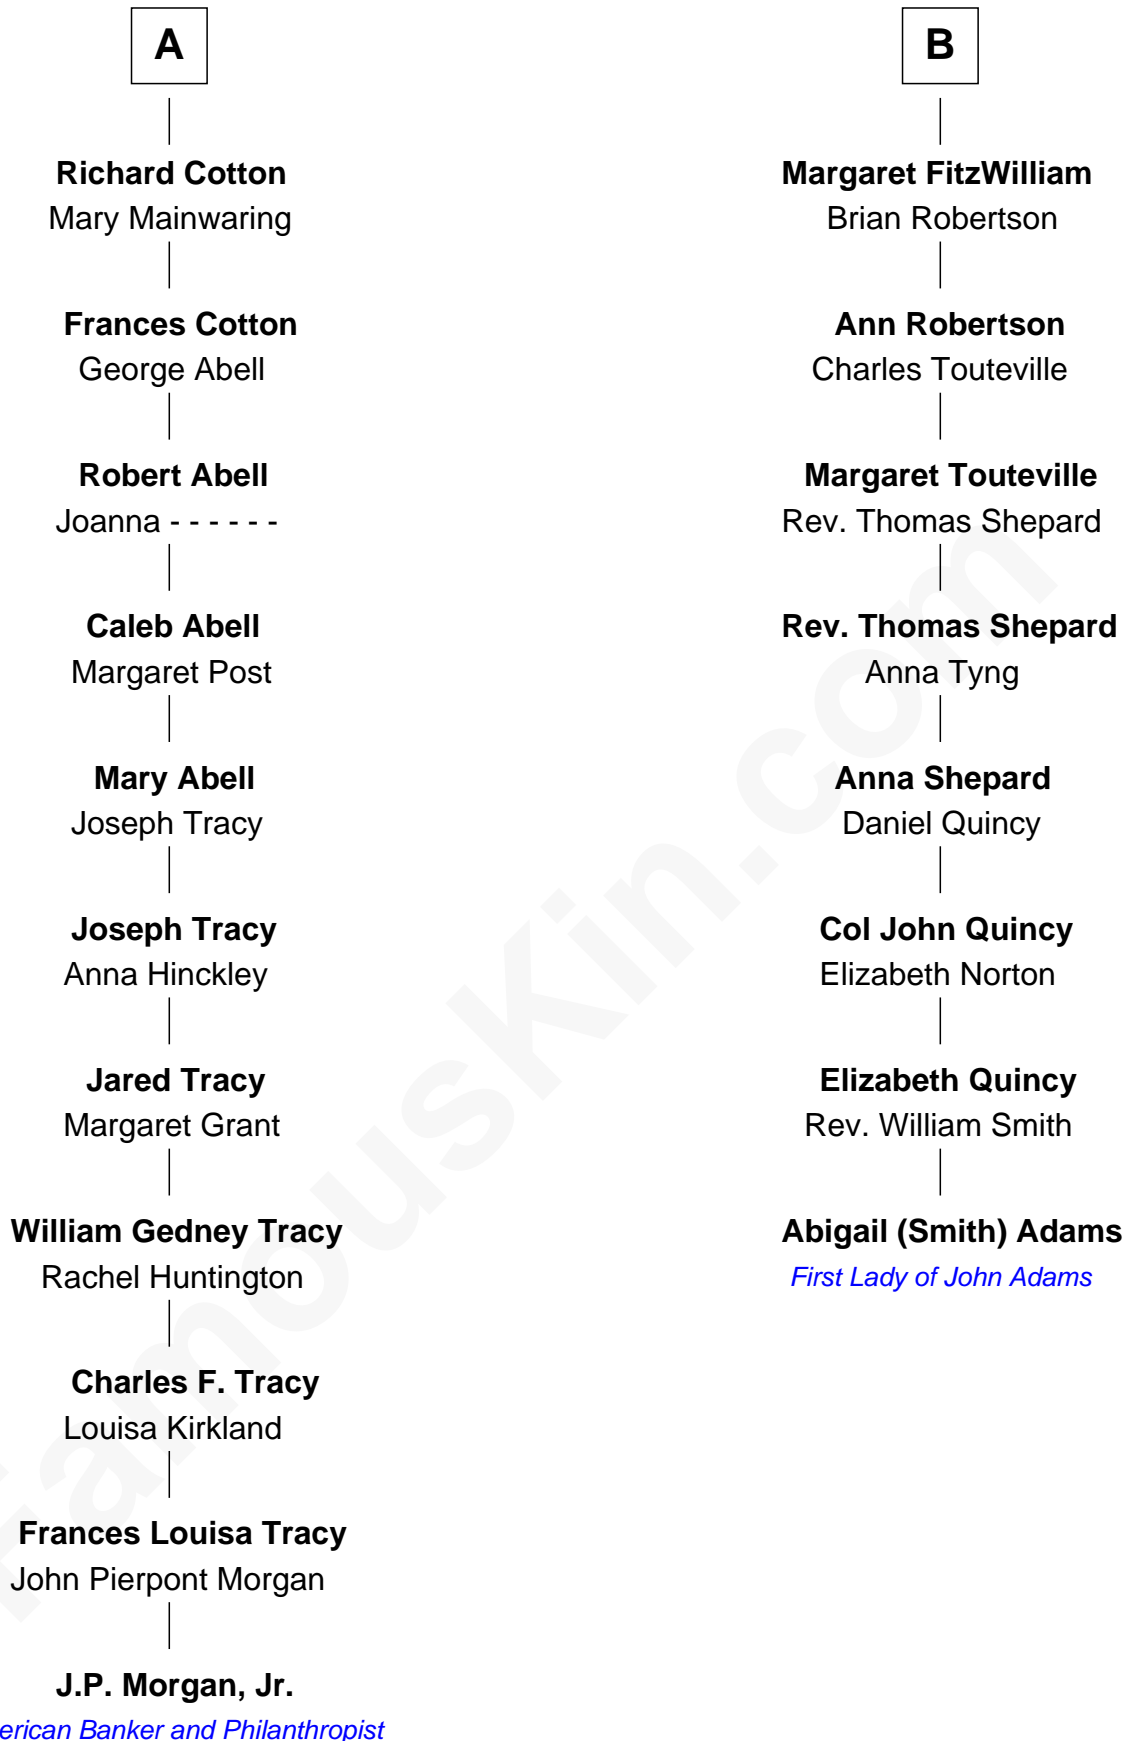 A
Richard Cotton
Mary Mainwaring
Frances Cotton
George Abell
Robert Abell
Joanna - - - - - -
Caleb Abell
Margaret Post
Mary Abell
Joseph Tracy
Joseph Tracy
Anna Hinckley
Jared Tracy
Margaret Grant
William Gedney Tracy
Rachel Huntington
Charles F. Tracy
Louisa Kirkland
Frances Louisa Tracy
John Pierpont Morgan
J.P. Morgan, Jr.
erican Banker and Philanthropist
B
Margaret FitzWilliam
Brian Robertson
Ann Robertson
Charles Touteville
Margaret Touteville
Rev. Thomas Shepard
Rev. Thomas Shepard
Anna Tyng
Anna Shepard
Daniel Quincy
Col John Quincy
Elizabeth Norton
Elizabeth Quincy
Rev. William Smith
Abigail (Smith) Adams
First Lady of John Adams
FamousKin.com